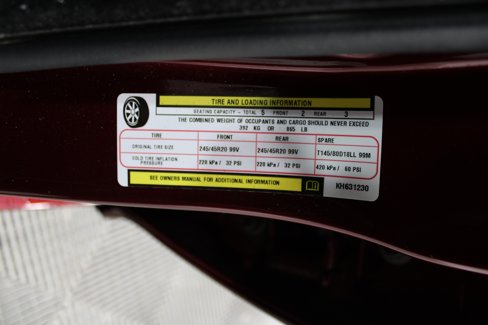 TIRE AND LOADING INFORMATION
SEATING CAPACITY - TOTAL 5 FRONT 2 REAR 3
THE COMBINED WEIGHT OF OCCUPANTS AND CARGO SHOULD NEVER EXCEED
392 KG OR 865 LB
TIRE FRONT REAR SPARE
ORIGINAL TIRE SIZE 245/45R20 99V 245/45R20 99V T145/80D18LL 99M
COLD TIRE INFLATION PRESSURE 220 kPa / 32 PSI 220 kPa / 32 PSI 420 kPa / 60 PSI
SEE OWNERS MANUAL FOR ADDITIONAL INFORMATION
KH631230